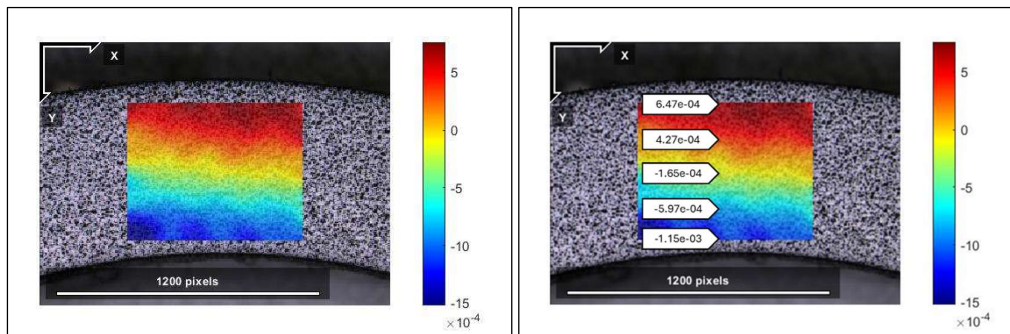 X
Y
1200 pixels
5
0
-5
-10
-15
×10⁻⁴
X
Y
6.47e-04
4.27e-04
-1.65e-04
-5.97e-04
-1.15e-03
1200 pixels
5
0
-5
-10
-15
×10⁻⁴